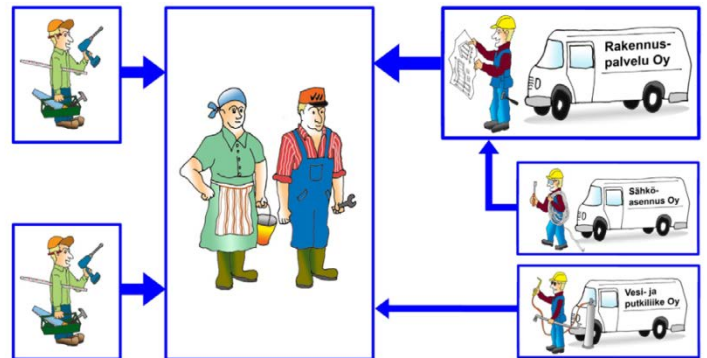 Rakennus-
palvelu Oy
Sähkö-
asennus Oy
Vesi- ja
putkiliike Oy